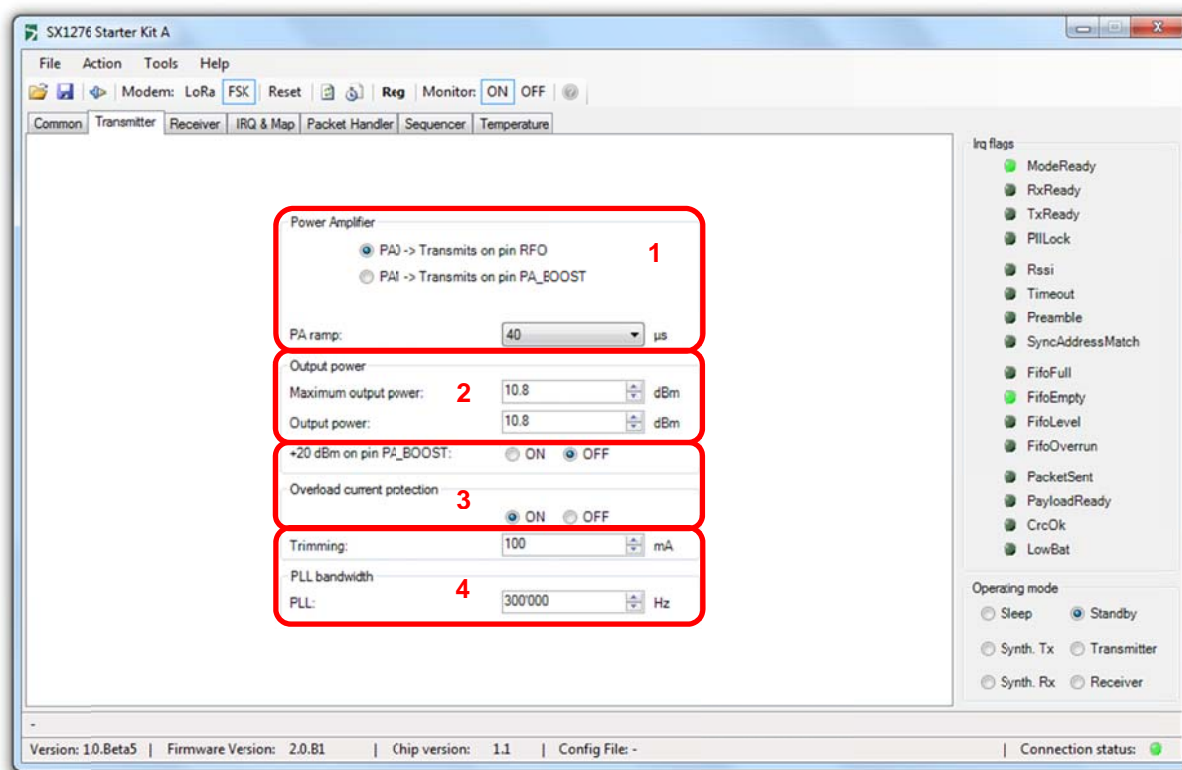 SX1276 Starter Kit A
File Action Tools Help
Modem: LoRa FSK Reset Reg Monitor: ON OFF
Common Transmitter Receiver IRQ & Map Packet Handler Sequencer Temperature
Power Amplifier
PA0 -> Transmits on pin RFO
1
PA1 -> Transmits on pin PA_BOOST
PA ramp: 40 µs
Output power
Maximum output power: 2 10.8 dBm
Output power: 10.8 dBm
+20 dBm on pin PA_BOOST: ON OFF
Overload current protection
3
ON OFF
Trimming: 100 mA
PLL bandwidth
4
PLL: 300'000 Hz
Irq flags
ModeReady
RxReady
TxReady
PllLock
Rssi
Timeout
Preamble
SyncAddressMatch
FifoFull
FifoEmpty
FifoLevel
FifoOverrun
PacketSent
PayloadReady
CrcOk
LowBat
Operating mode
Sleep Standby
Synth. Tx Transmitter
Synth. Rx Receiver
-
Version: 1.0.Beta5 | Firmware Version: 2.0.B1 | Chip version: 1.1 | Config File: - | Connection status: